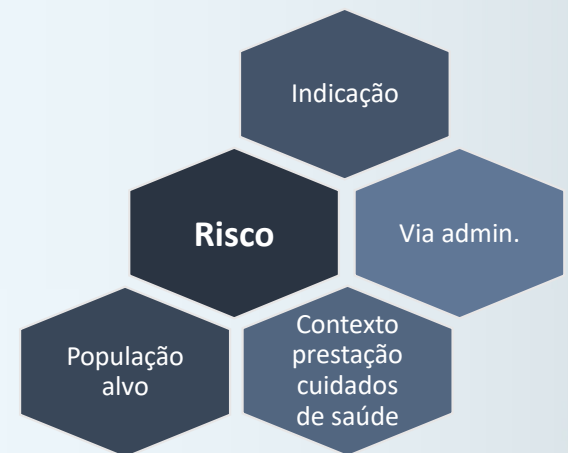 Indicação
Risco
Via admin.
População
alvo
Contexto
prestação
cuidados
de saúde